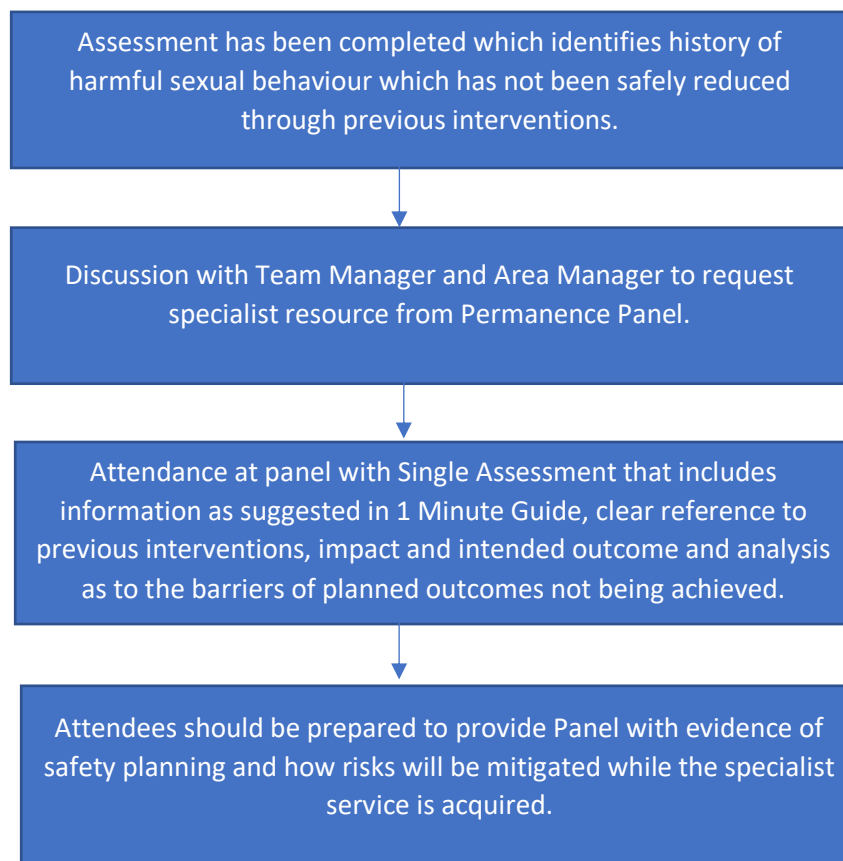 Assessment has been completed which identifies history of
harmful sexual behaviour which has not been safely reduced
through previous interventions.
Discussion with Team Manager and Area Manager to request
specialist resource from Permanence Panel.
Attendance at panel with Single Assessment that includes
information as suggested in 1 Minute Guide, clear reference to
previous interventions, impact and intended outcome and analysis
as to the barriers of planned outcomes not being achieved.
Attendees should be prepared to provide Panel with evidence of
safety planning and how risks will be mitigated while the specialist
service is acquired.